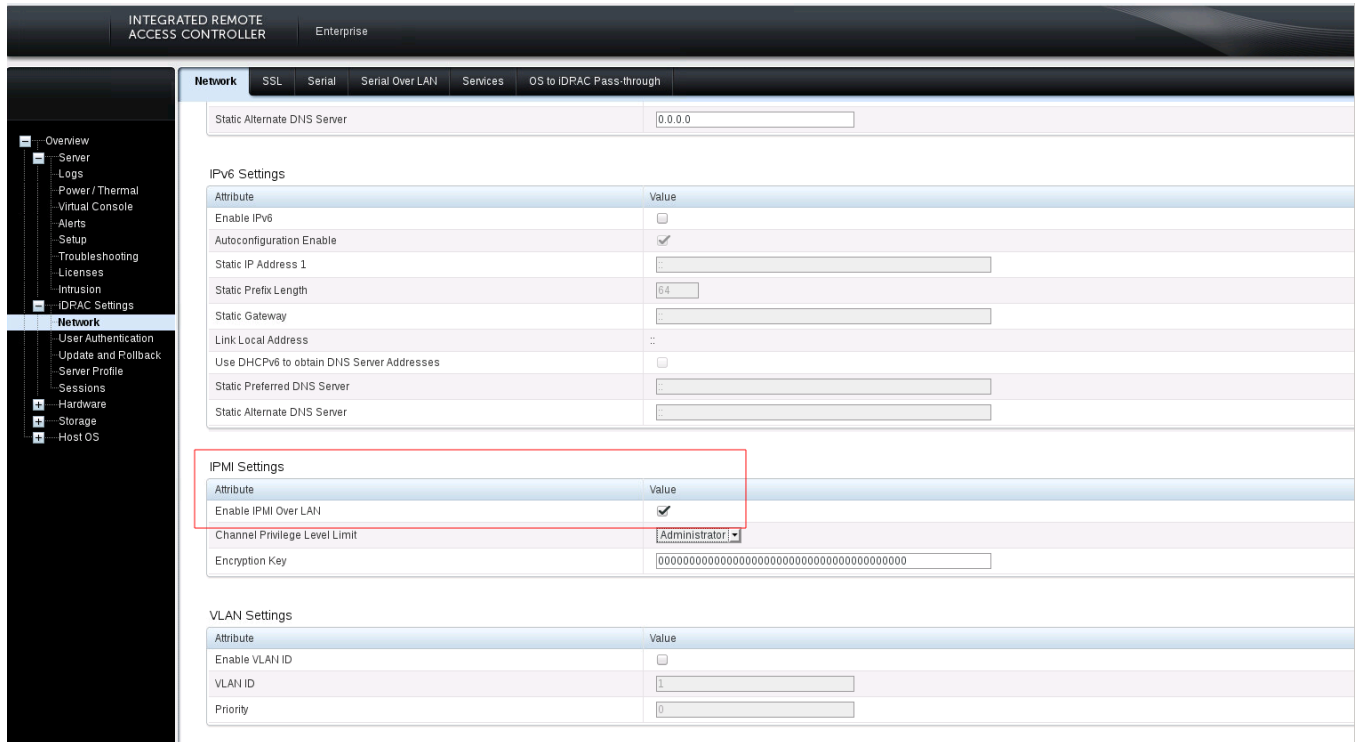 INTEGRATED REMOTE
ACCESS CONTROLLER
Enterprise
Network SSL Serial Serial Over LAN Services OS to iDRAC Pass-through
Overview
Server
Logs
Power / Thermal
Virtual Console
Alerts
Setup
Troubleshooting
Licenses
Intrusion
iDRAC Settings
Network
User Authentication
Update and Rollback
Server Profile
Sessions
Hardware
Storage
Host OS
Static Alternate DNS Server 0.0.0.0
IPv6 Settings
Attribute Value
Enable IPv6
Autoconfiguration Enable
Static IP Address 1 ::
Static Prefix Length 64
Static Gateway ::
Link Local Address ::
Use DHCPv6 to obtain DNS Server Addresses
Static Preferred DNS Server ::
Static Alternate DNS Server ::
IPMI Settings
Attribute Value
Enable IPMI Over LAN
Channel Privilege Level Limit Administrator
Encryption Key 0000000000000000000000000000000000000000
VLAN Settings
Attribute Value
Enable VLAN ID
VLAN ID 1
Priority 0